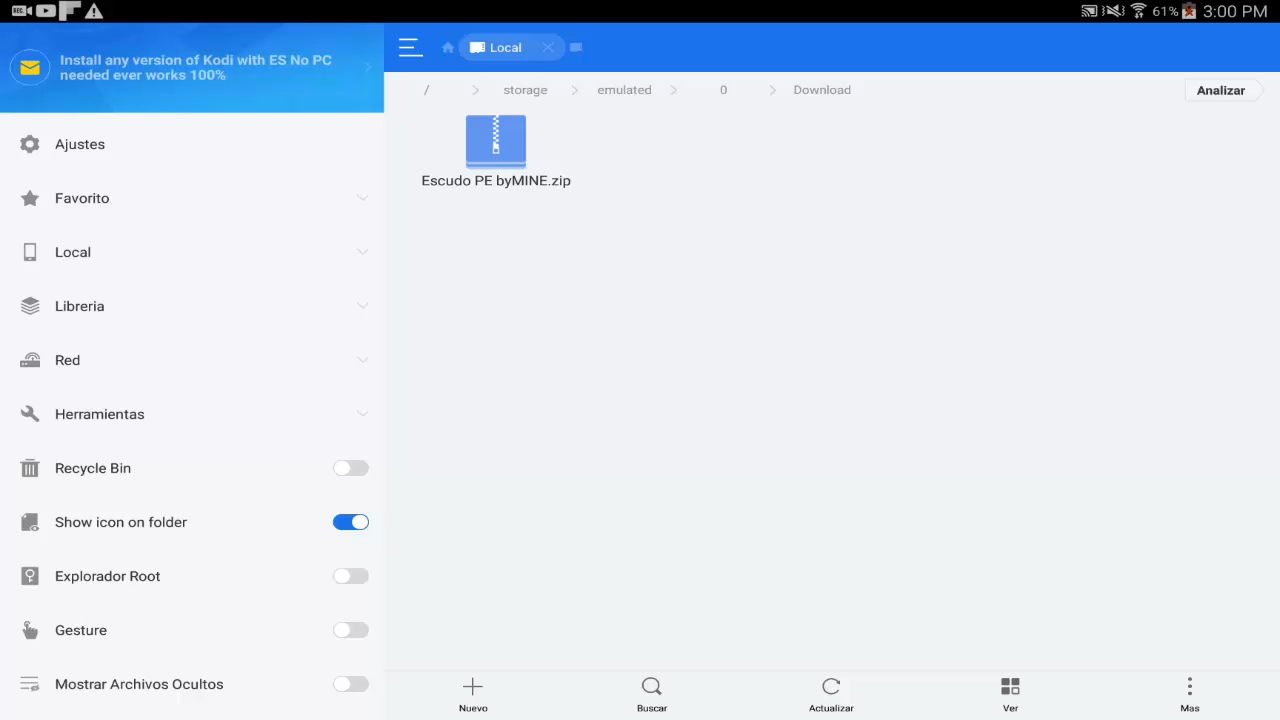 REC
61%
3:00 PM
Install any version of Kodi with ES No PC
needed ever works 100%
Local
/ storage emulated 0 Download
Analizar
Ajustes
Favorito
Local
Libreria
Red
Herramientas
Recycle Bin
Show icon on folder
Explorador Root
Gesture
Mostrar Archivos Ocultos
Escudo PE byMINE.zip
Nuevo
Buscar
Actualizar
Ver
Mas